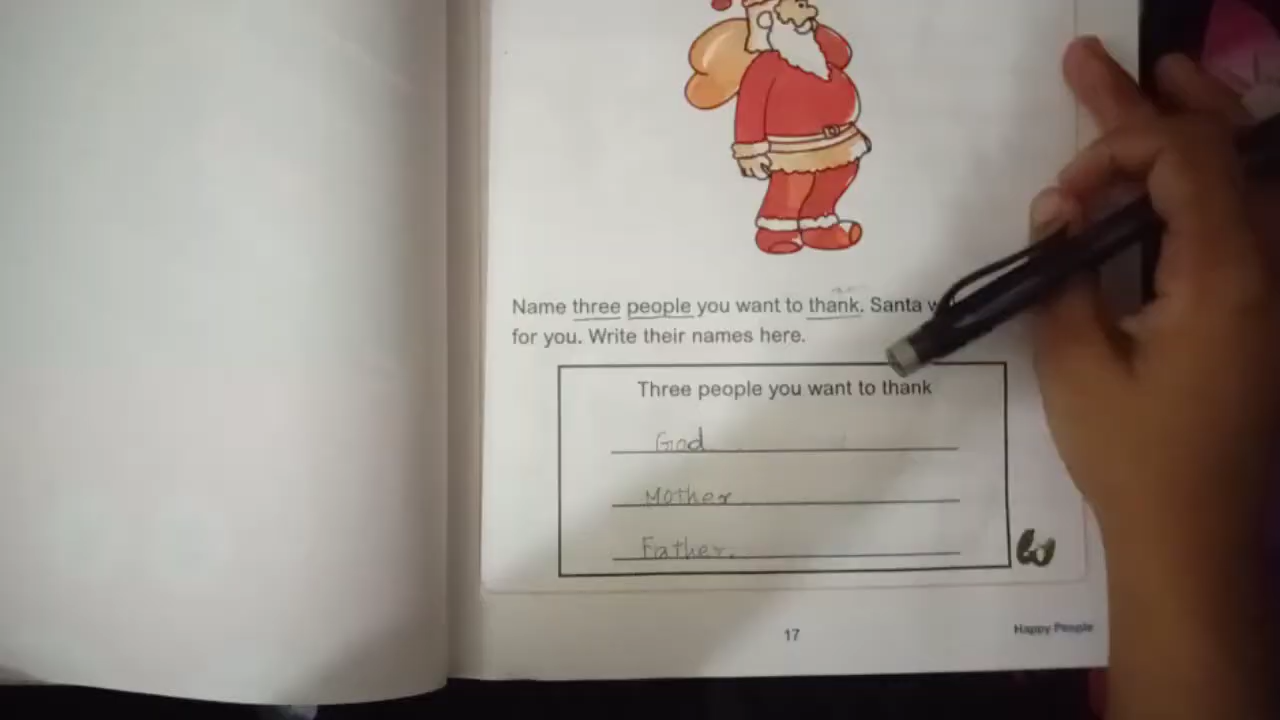 Name three people you want to thank. Santa
for you. Write their names here.
Three people you want to thank
God
Mother
Father.
17
Happy People